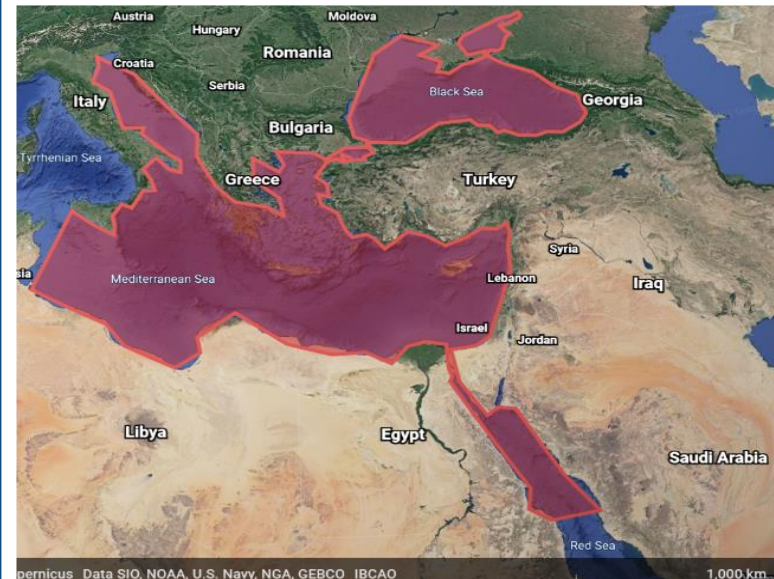 Austria
Moldova
Hungary
Romania
Croatia
Serbia
Black Sea
Italy
Georgia
Bulgaria
Tyrrhenian Sea
Greece
Turkey
Syria
sia
Mediterranean Sea
Lebanon
Iraq
Israel
Jordan
Libya
Egypt
Saudi Arabia
Red Sea
pernicus Data SIO, NOAA, U.S. Navy, NGA, GEBCO IBCAO 1,000 km